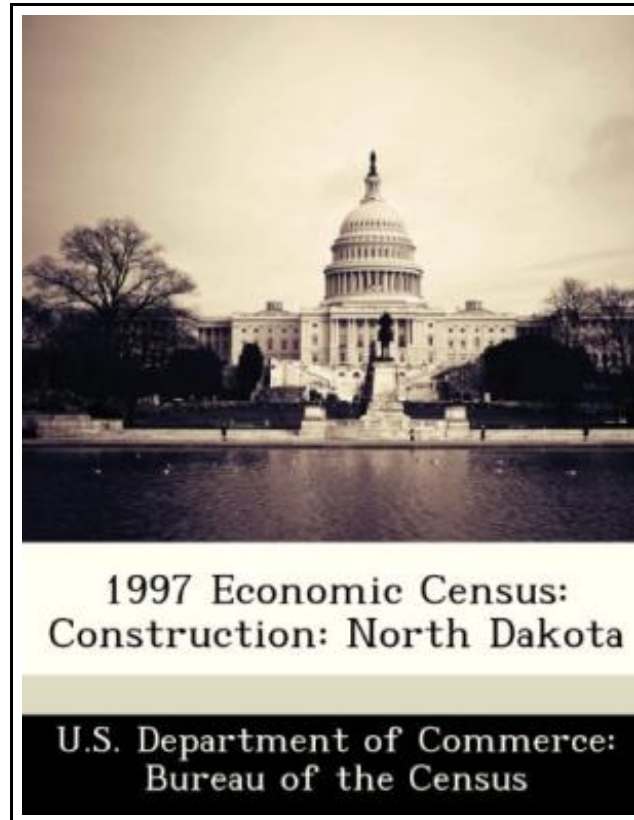 1997 Economic Census:
Construction: North Dakota
U.S. Department of Commerce:
Bureau of the Census